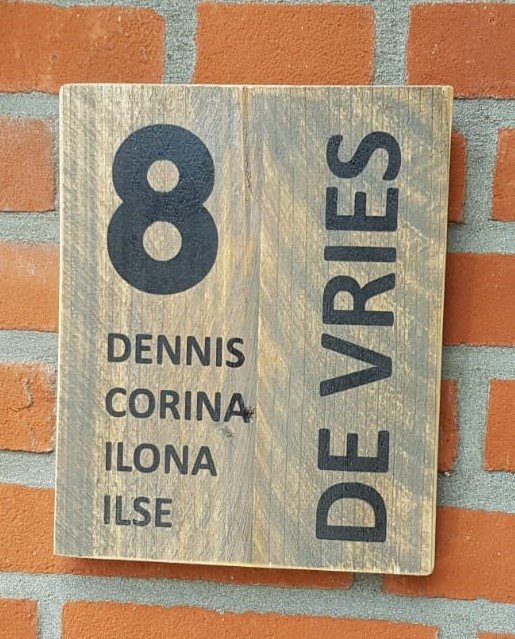 8
DENNIS
CORINA
ILONA
ILSE
DE VRIES